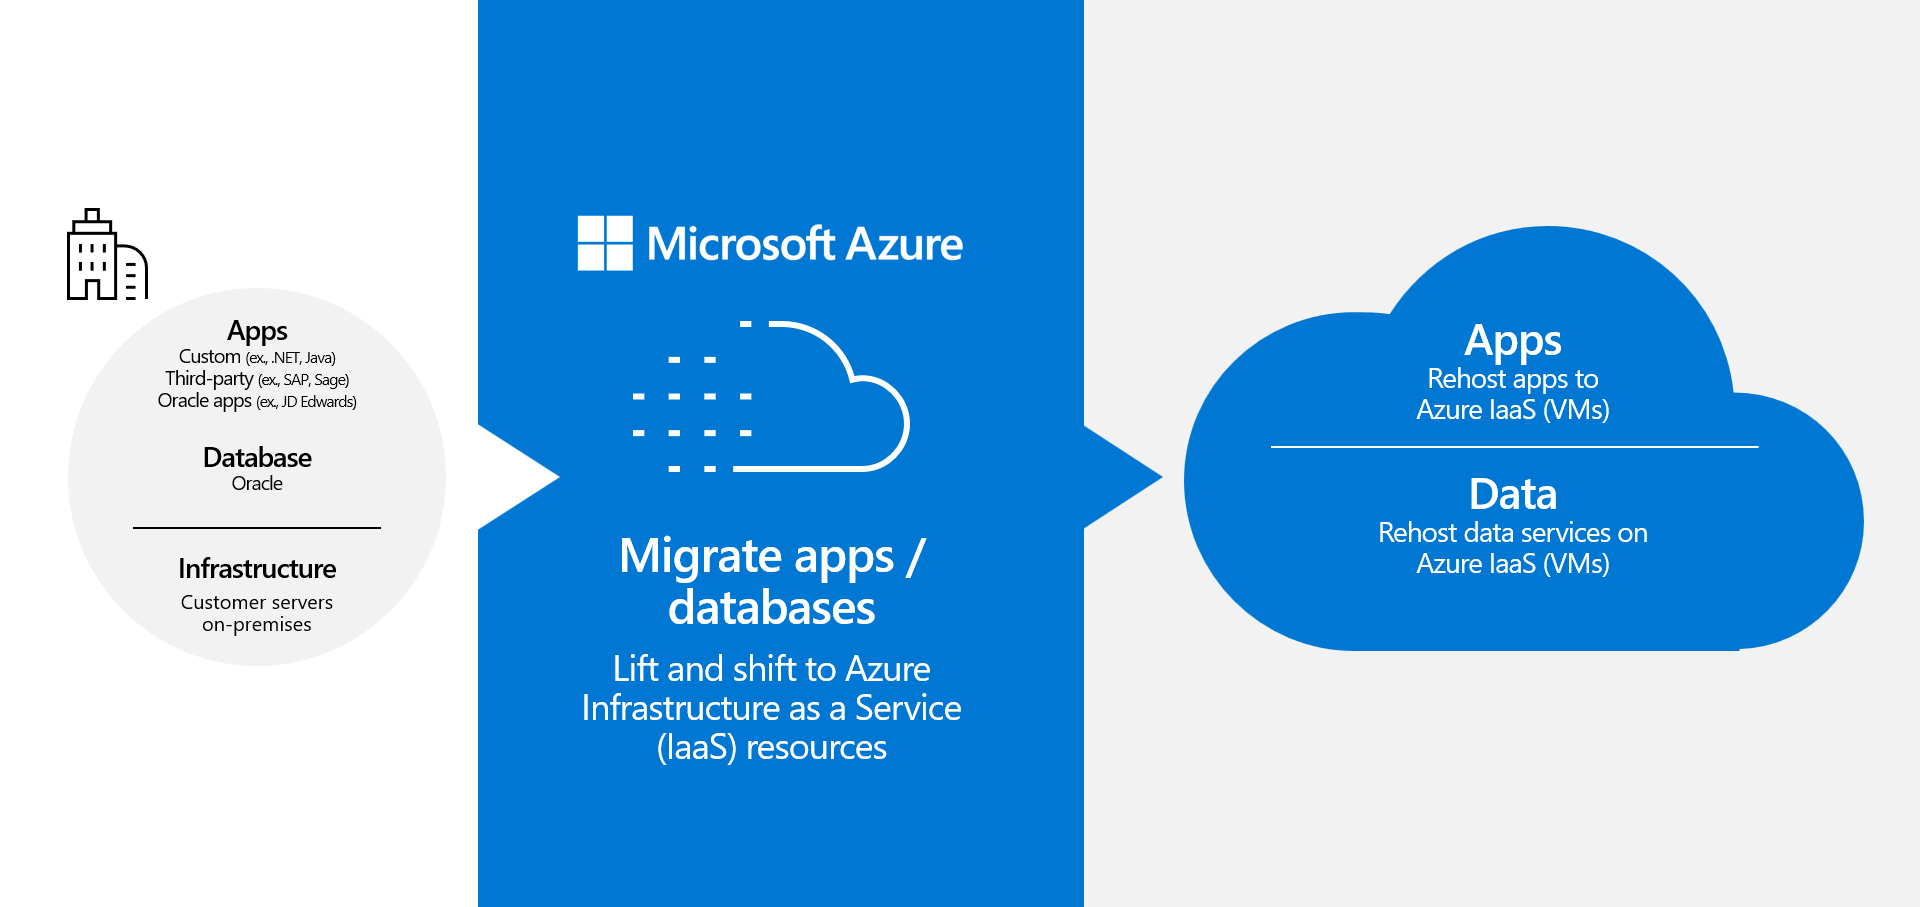 Apps
Custom (ex., .NET, Java)
Third-party (ex., SAP, Sage)
Oracle apps (ex., JD Edwards)
Database
Oracle
Infrastructure
Customer servers
on-premises
Microsoft Azure
Migrate apps /
databases
Lift and shift to Azure
Infrastructure as a Service
(IaaS) resources
Apps
Rehost apps to
Azure IaaS (VMs)
Data
Rehost data services on
Azure IaaS (VMs)